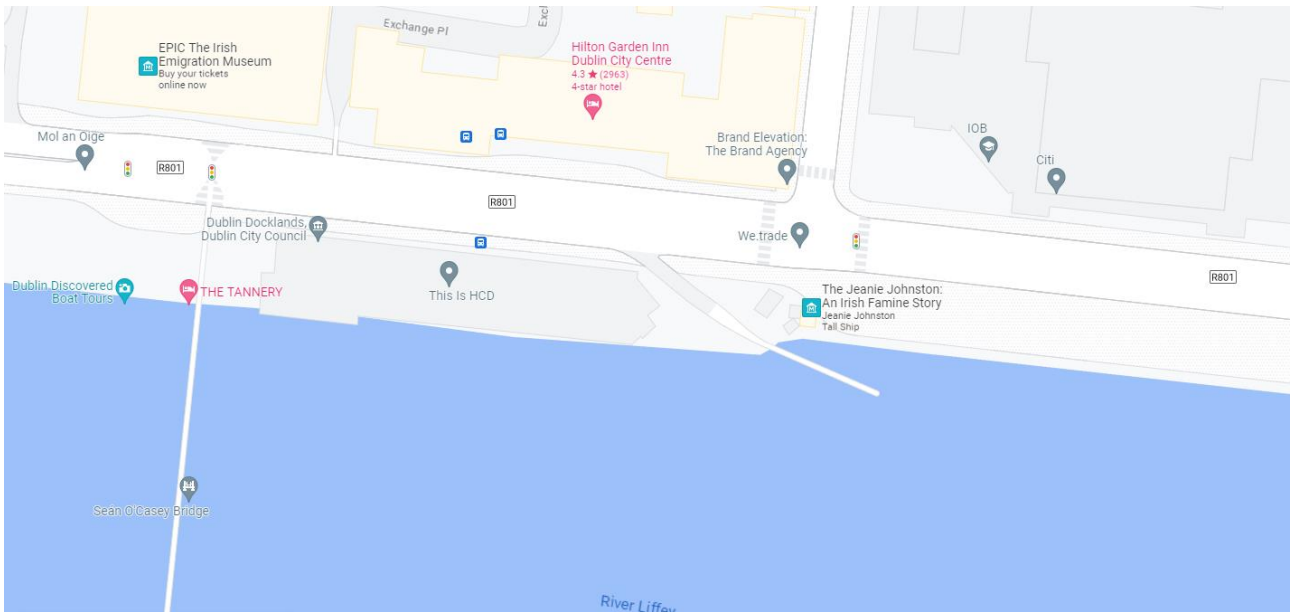 Exchange Pl
Exc
EPIC The Irish
Emigration Museum
Buy your tickets
online now
Hilton Garden Inn
Dublin City Centre
4.3 ★ (2963)
4-star hotel
Mol an Oige
R801
Brand Elevation:
The Brand Agency
IOB
Citi
R801
Dublin Docklands,
Dublin City Council
We.trade
R801
Dublin Discovered
Boat Tours
THE TANNERY
This Is HCD
The Jeanie Johnston:
An Irish Famine Story
Jeanie Johnston
Tall Ship
Seán O'Casey Bridge
River Liffey